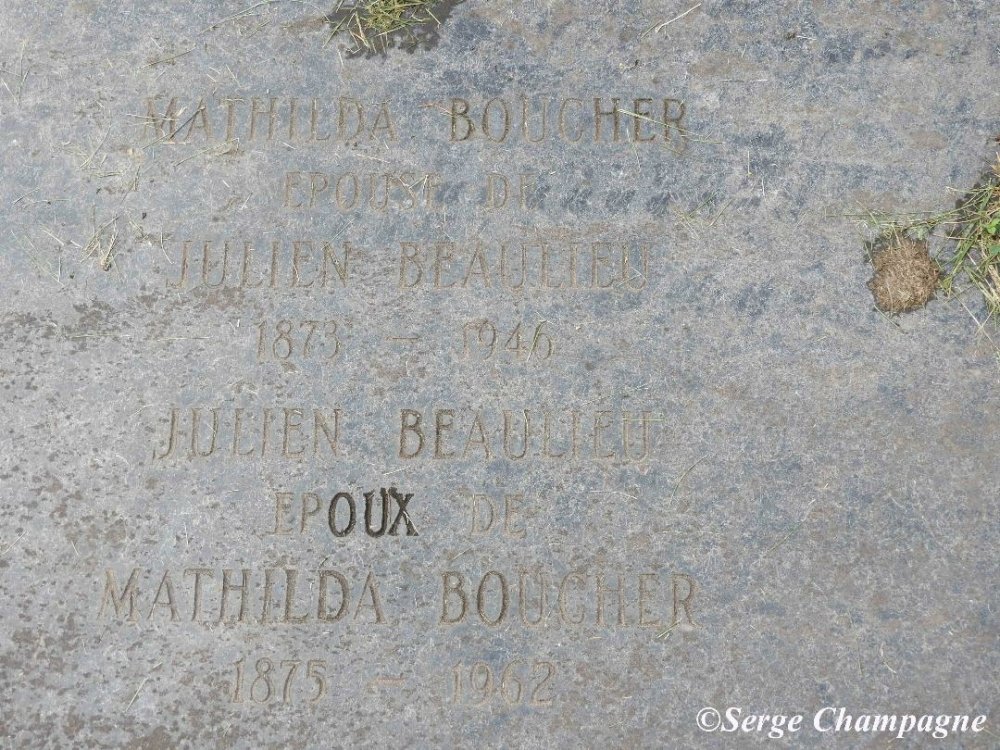 MATHILDA BOUCHER
EPOUSE DE
JULIEN BEAULIEU
1873 - 1946
JULIEN BEAULIEU
EPOUX DE
MATHILDA BOUCHER
1875 - 1962
©Serge Champagne